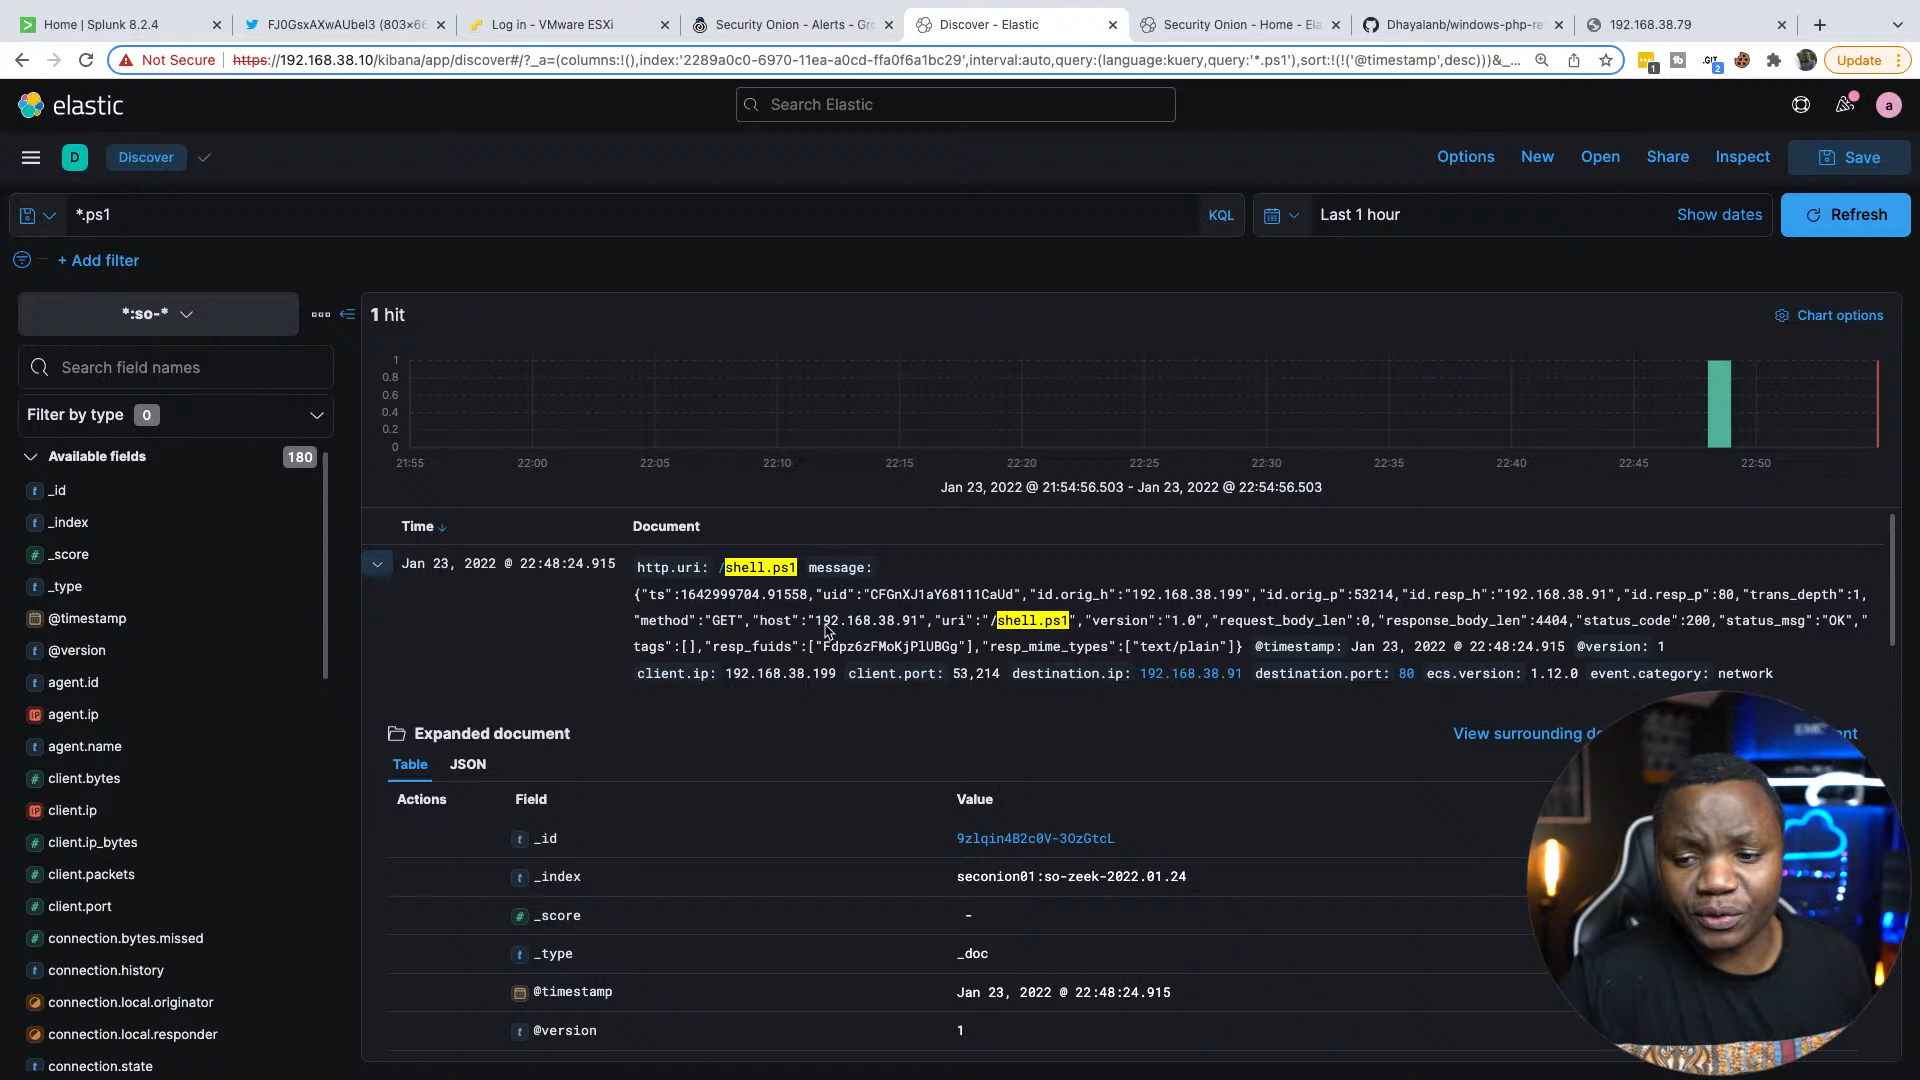 Home | Splunk 8.2.4
FJ0GsxAXwAUbel3 (803×66
Log in - VMware ESXi
Security Onion - Alerts - Gro
Discover - Elastic
Security Onion - Home - Ela
Dhayalanb/windows-php-re
192.168.38.79
Not Secure https://192.168.38.10/kibana/app/discover#/?_a=(columns:!(),index:'2289a0c0-6970-11ea-a0cd-ffa0f6a1bc29',interval:auto,query:(language:kuery,query:'*.ps1'),sort:!(!('@timestamp',desc)))&_...
Update
elastic
Search Elastic
a
D Discover
Options New Open Share Inspect Save
*.ps1
KQL
Last 1 hour
Show dates
Refresh
+ Add filter
*:so-*
Search field names
Filter by type 0
Available fields 180
t _id
t _index
# _score
t _type
@timestamp
t @version
t agent.id
IP agent.ip
t agent.name
# client.bytes
IP client.ip
# client.ip_bytes
# client.packets
t client.port
# connection.bytes.missed
t connection.history
connection.local.originator
connection.local.responder
t connection.state
1 hit
Chart options
1
0.8
0.6
0.4
0.2
0
21:55 22:00 22:05 22:10 22:15 22:20 22:25 22:30 22:35 22:40 22:45 22:50
Jan 23, 2022 @ 21:54:56.503 - Jan 23, 2022 @ 22:54:56.503
Time Document
Jan 23, 2022 @ 22:48:24.915
http.uri: /shell.ps1 message:
{"ts":1642999704.91558,"uid":"CFGnXJ1aY68111CaUd","id.orig_h":"192.168.38.199","id.orig_p":53214,"id.resp_h":"192.168.38.91","id.resp_p":80,"trans_depth":1,
"method":"GET","host":"192.168.38.91","uri":"/shell.ps1","version":"1.0","request_body_len":0,"response_body_len":4404,"status_code":200,"status_msg":"OK","
tags":[],"resp_fuids":["Fdpz6zFMoKjPlUBGg"],"resp_mime_types":["text/plain"]} @timestamp: Jan 23, 2022 @ 22:48:24.915 @version: 1
client.ip: 192.168.38.199 client.port: 53,214 destination.ip: 192.168.38.91 destination.port: 80 ecs.version: 1.12.0 event.category: network
Expanded document
View surrounding
Table JSON
Actions Field Value
t _id 9zlqin4B2c0V-3OzGtcL
t _index seconion01:so-zeek-2022.01.24
# _score -
t _type _doc
@timestamp Jan 23, 2022 @ 22:48:24.915
t @version 1